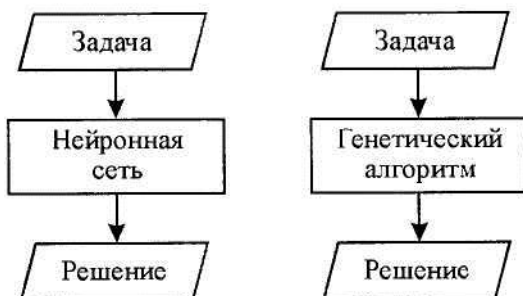 Задача
Нейронная
сеть
Решение
Задача
Генетический
алгоритм
Решение